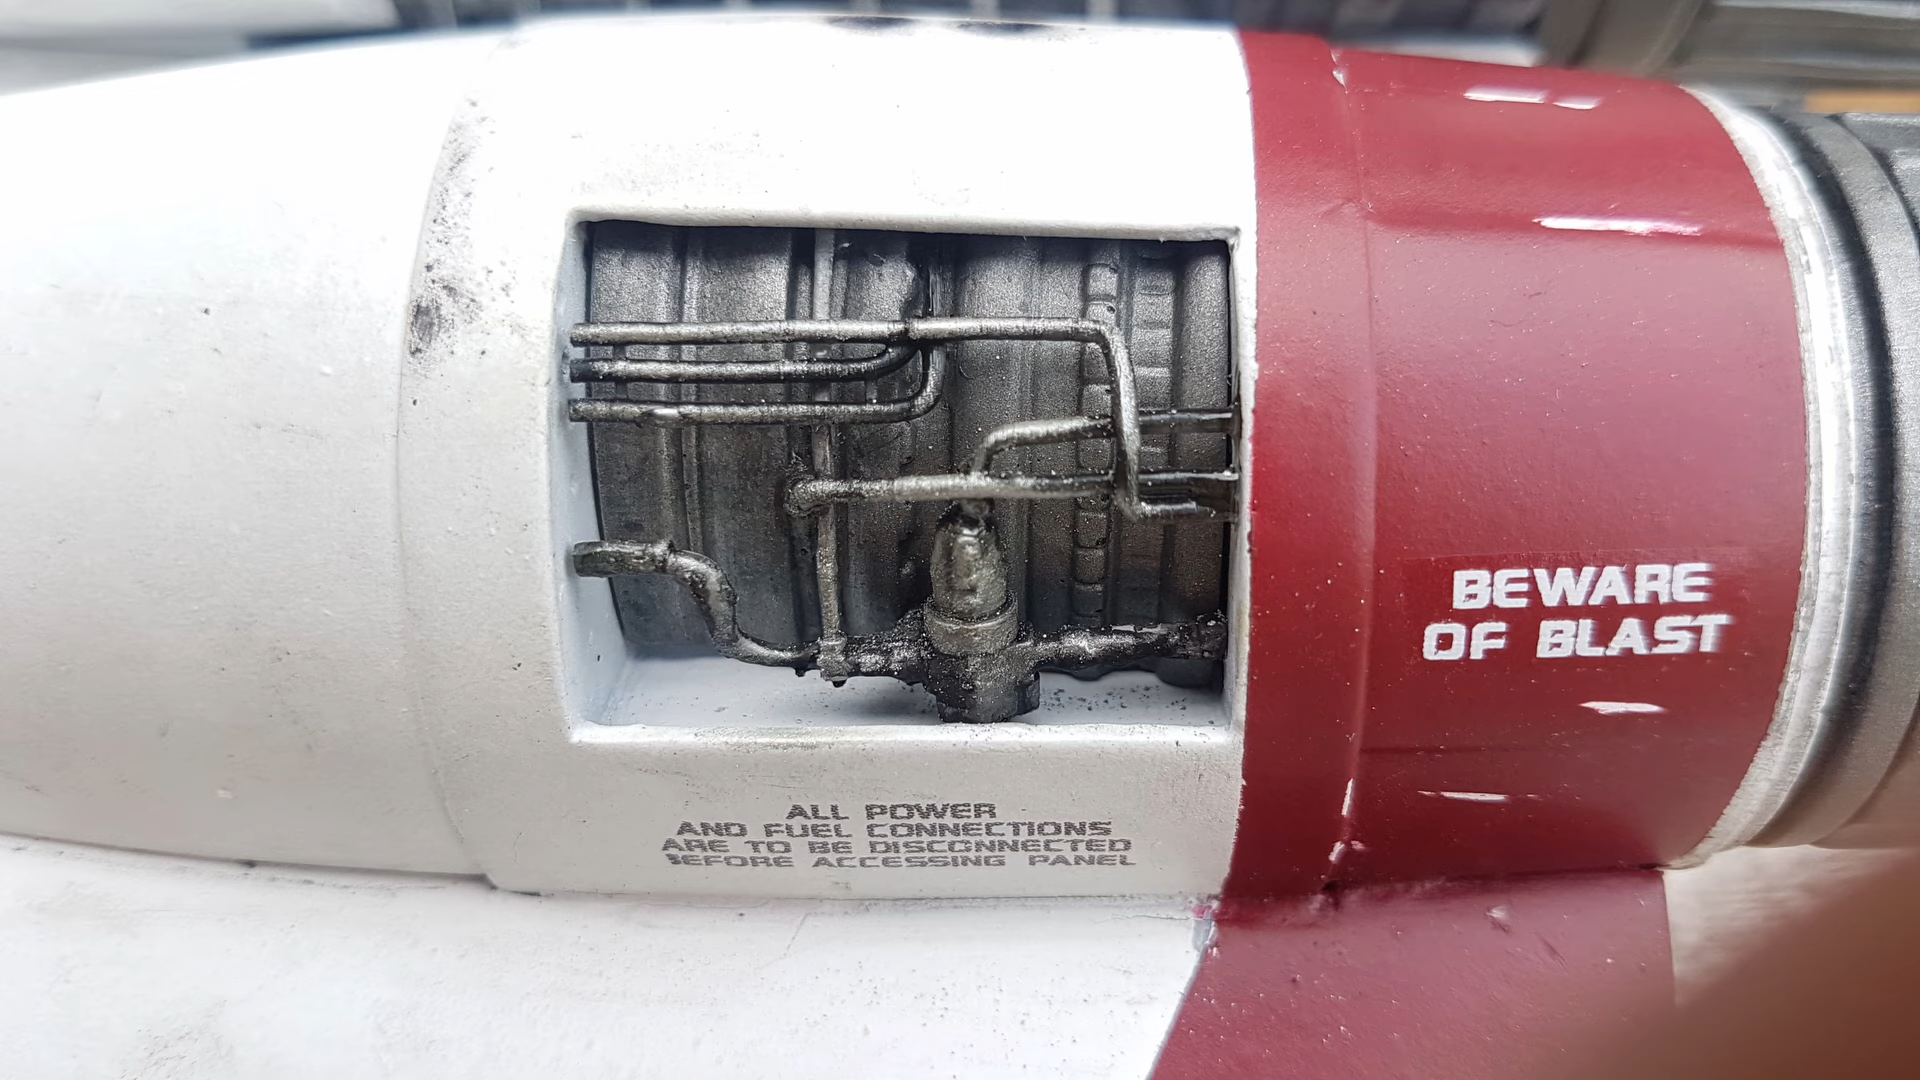 ALL POWER
AND FUEL CONNECTIONS
ARE TO BE DISCONNECTED
BEFORE ACCESSING PANEL
BEWARE
OF BLAST